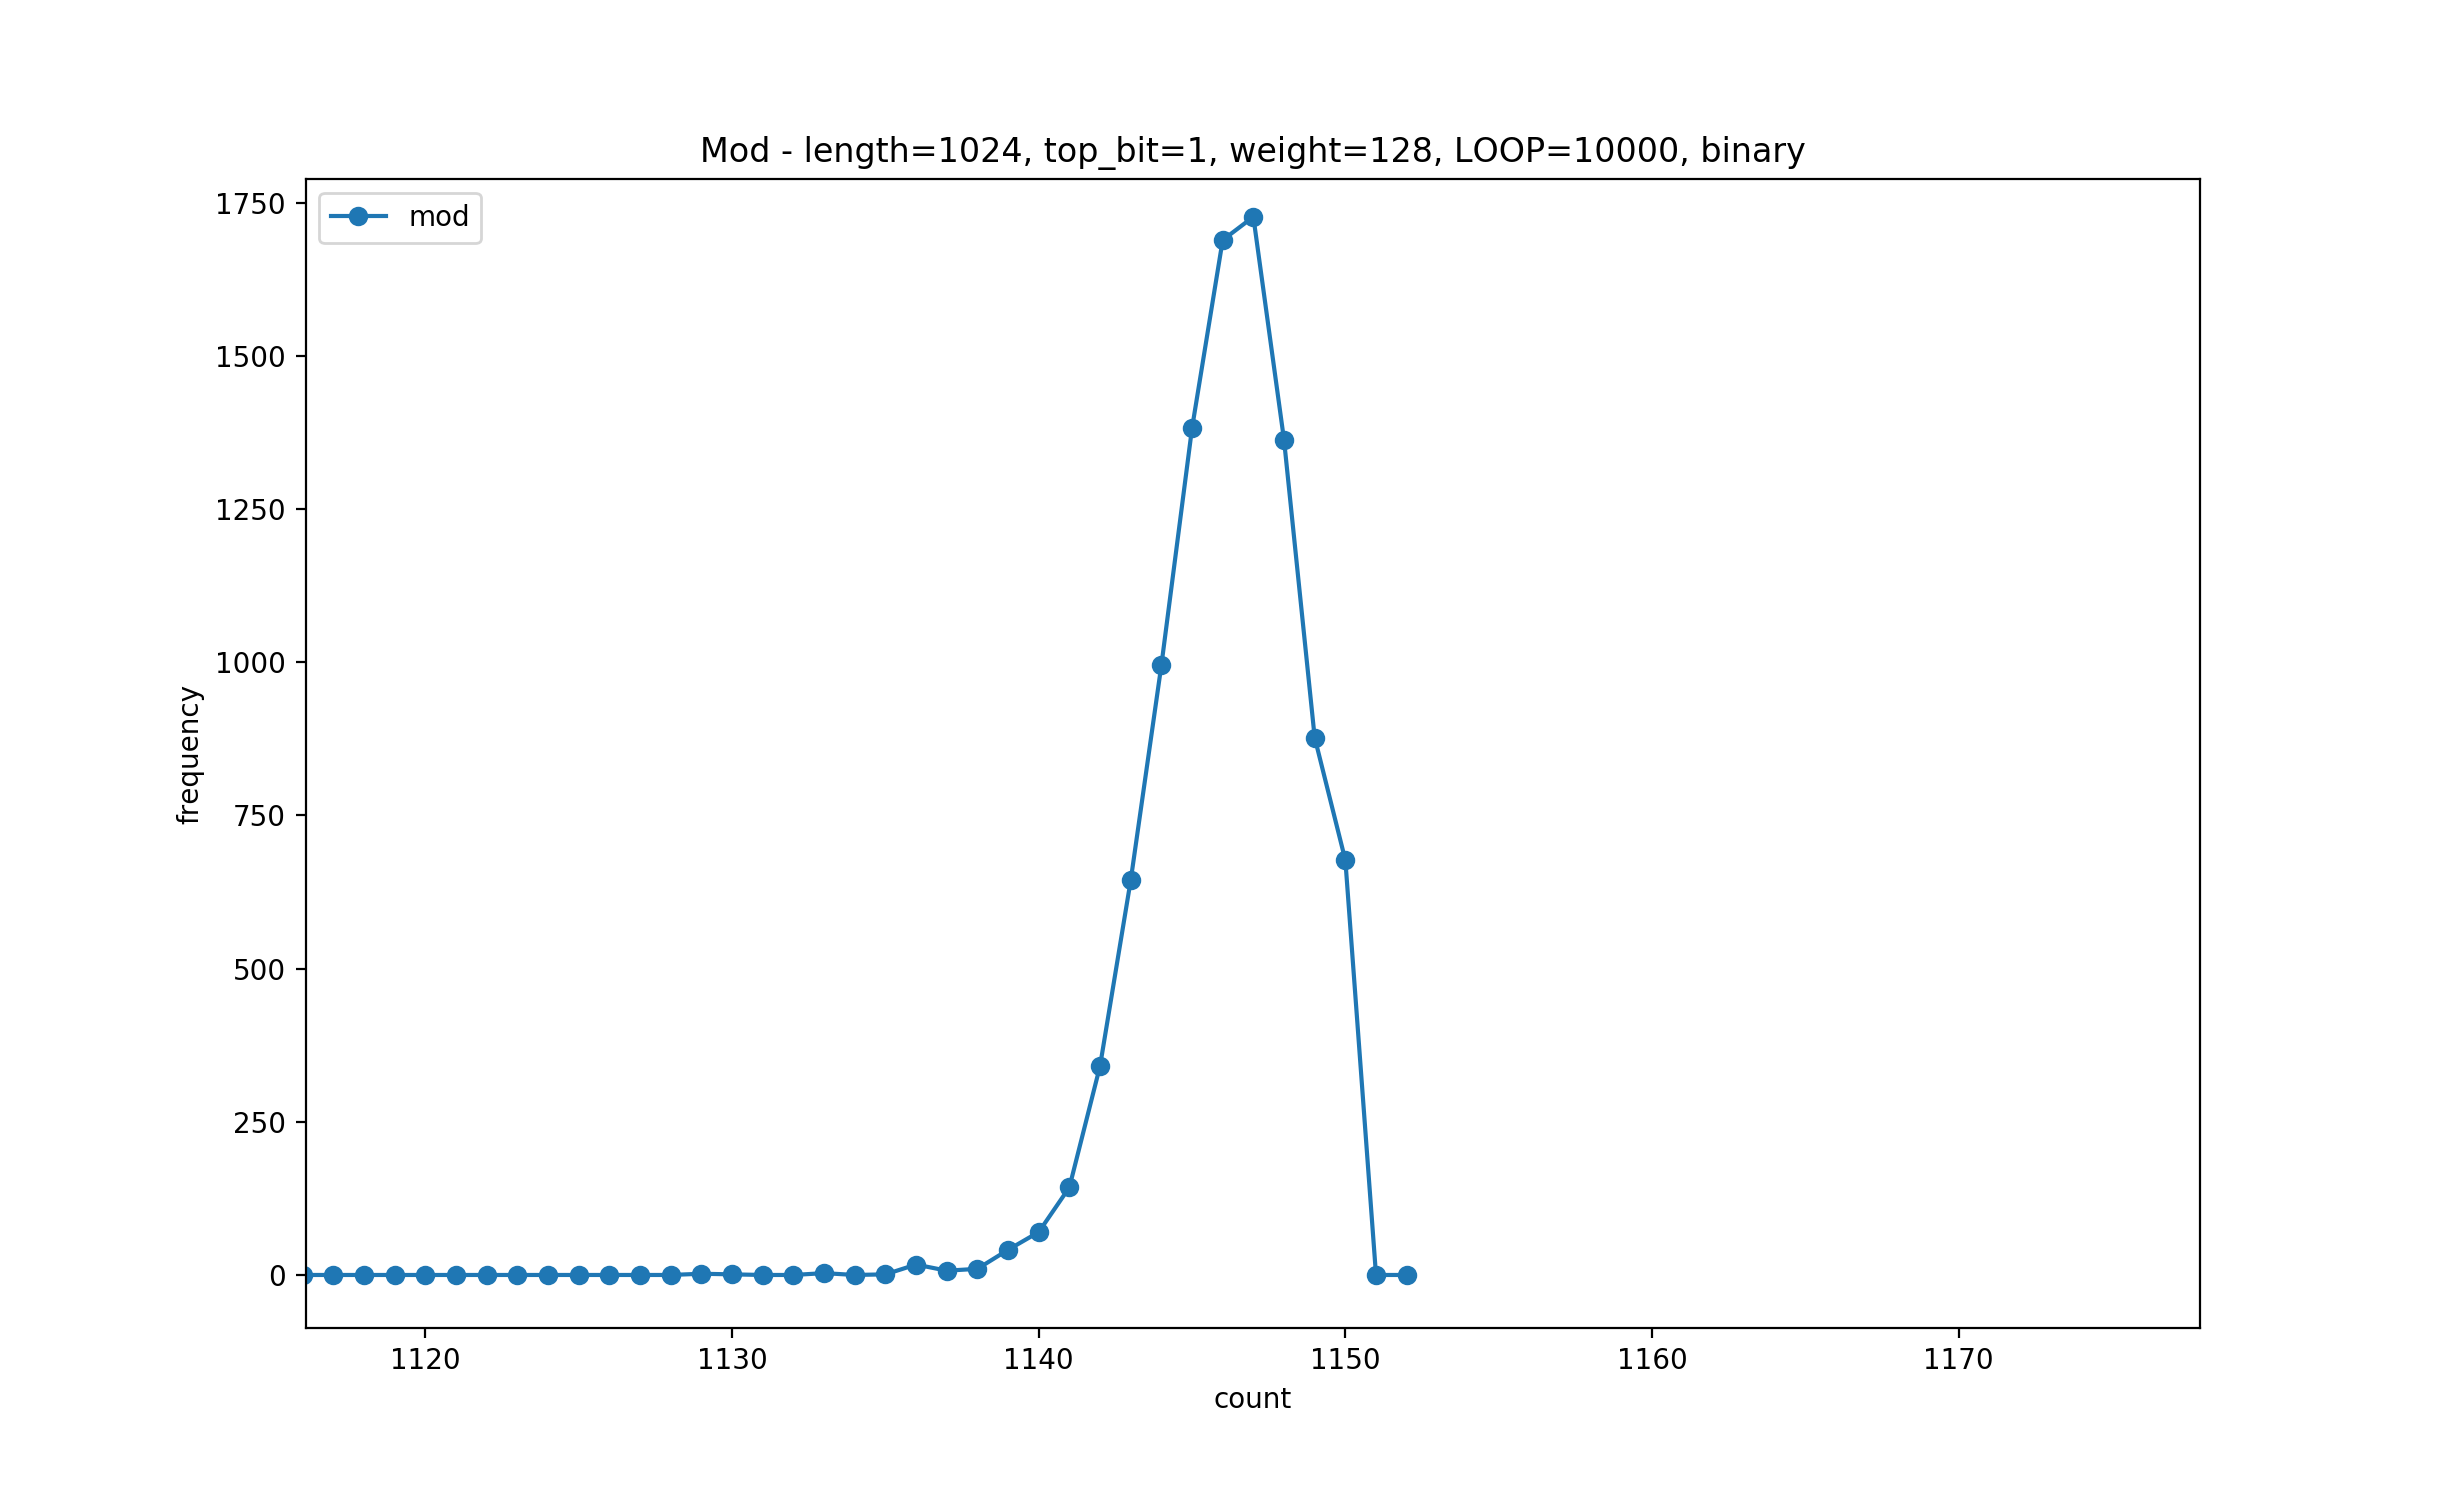 Mod - length=1024, top_bit=1, weight=128, LOOP=10000, binary
mod
1750
1500
1250
1000
750
500
250
0
frequency
1120 1130 1140 1150 1160 1170
count